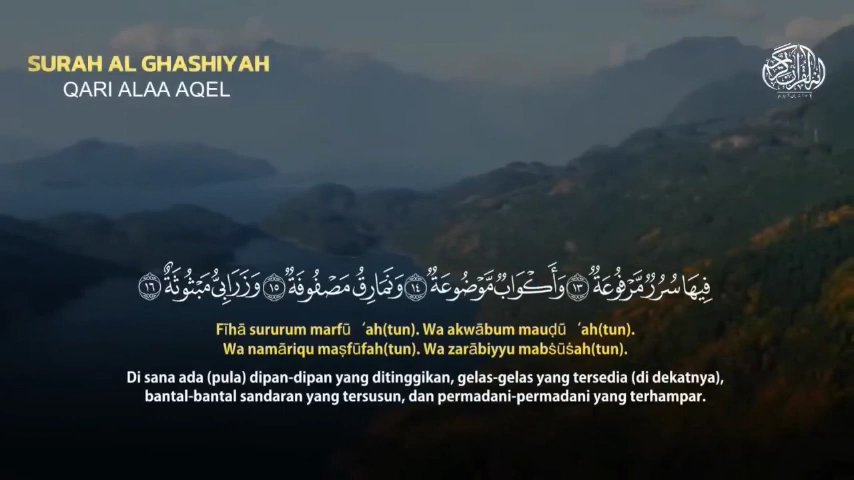 SURAH AL GHASHIYAH
QARI ALAA AQEL
فِيهَا سُرُرٌ مَّرْفُوعَةٌ ١٣ وَأَكْوَابٌ مَّوْضُوعَةٌ ١٤ وَنَمَارِقُ مَصْفُوفَةٌ ١٥ وَزَرَابِيُّ مَبْثُوثَةٌ ١٦
Fīhā sururum marfū ‘ah(tun). Wa akwābum mauḍū ‘ah(tun).
Wa namāriqu maṣfūfah(tun). Wa zarābiyyu mabṡūṡah(tun).
Di sana ada (pula) dipan-dipan yang ditinggikan, gelas-gelas yang tersedia (di dekatnya),
bantal-bantal sandaran yang tersusun, dan permadani-permadani yang terhampar.